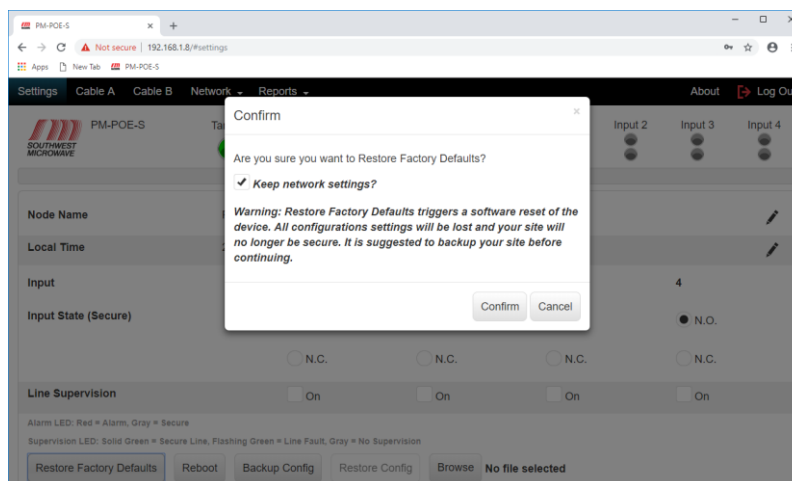 PM-POE-S
Not secure | 192.168.1.8/#settings
Apps New Tab PM-POE-S
Settings Cable A Cable B Network Reports About Log Ou
SOUTHWEST
MICROWAVE
PM-POE-S
Ta
Input 2 Input 3 Input 4
Confirm
Are you sure you want to Restore Factory Defaults?
Keep network settings?
Warning: Restore Factory Defaults triggers a software reset of the
device. All configurations settings will be lost and your site will
no longer be secure. It is suggested to backup your site before
continuing.
Confirm Cancel
Node Name
Local Time
Input 4
Input State (Secure) N.O.
N.C. N.C. N.C. N.C.
Line Supervision On On On On
Alarm LED: Red = Alarm, Gray = Secure
Supervision LED: Solid Green = Secure Line, Flashing Green = Line Fault, Gray = No Supervision
Restore Factory Defaults Reboot Backup Config Restore Config Browse No file selected